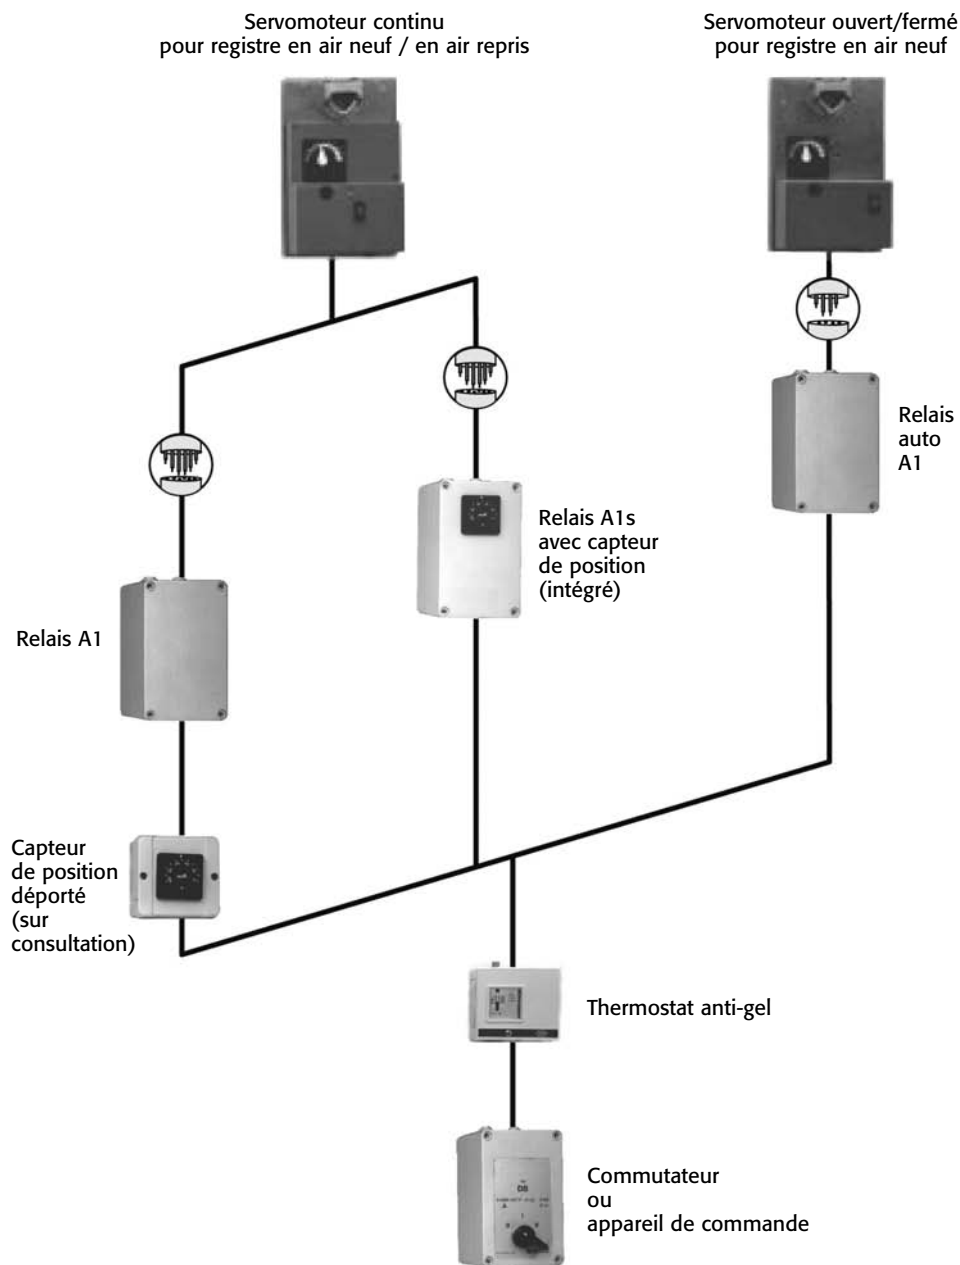 Servomoteur continu
pour registre en air neuf / en air repris
Servomoteur ouvert/fermé
pour registre en air neuf
Relais
auto
A1
Relais A1s
avec capteur
de position
(intégré)
Relais A1
Capteur
de position
déporté
(sur
consultation)
Thermostat anti-gel
DS
Commutateur
ou
appareil de commande